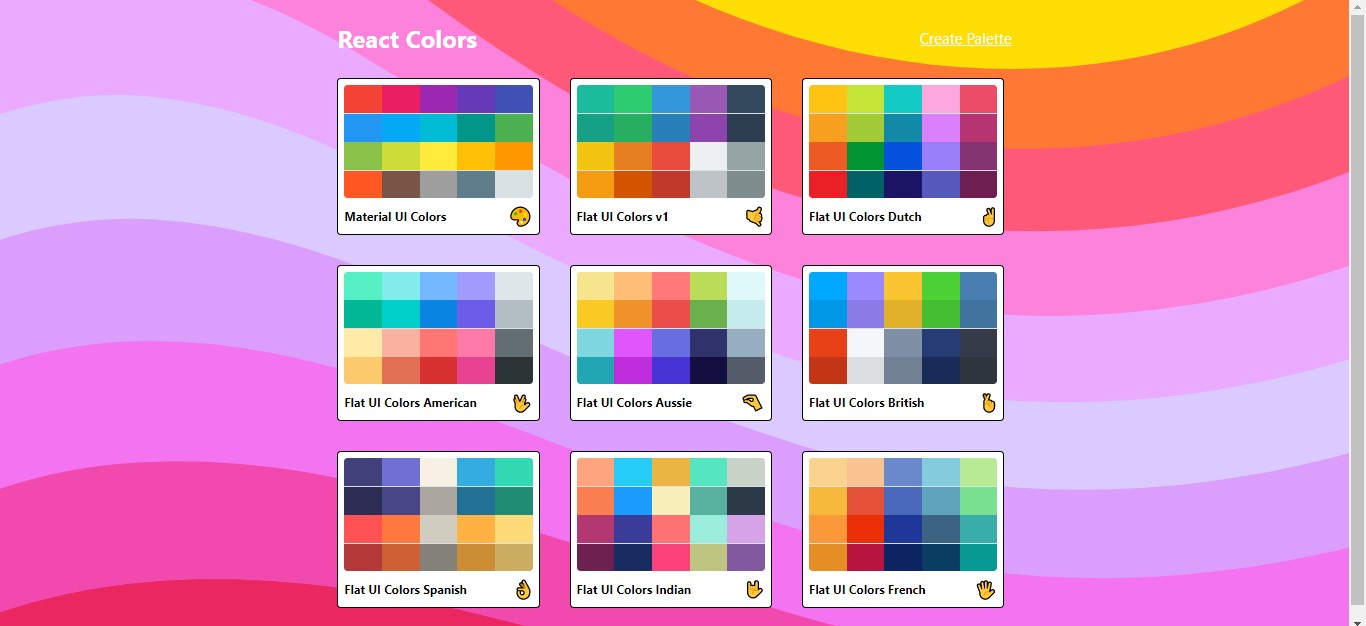 React Colors
Create Palette
Material UI Colors
Flat UI Colors v1
Flat UI Colors Dutch
Flat UI Colors American
Flat UI Colors Aussie
Flat UI Colors British
Flat UI Colors Spanish
Flat UI Colors Indian
Flat UI Colors French